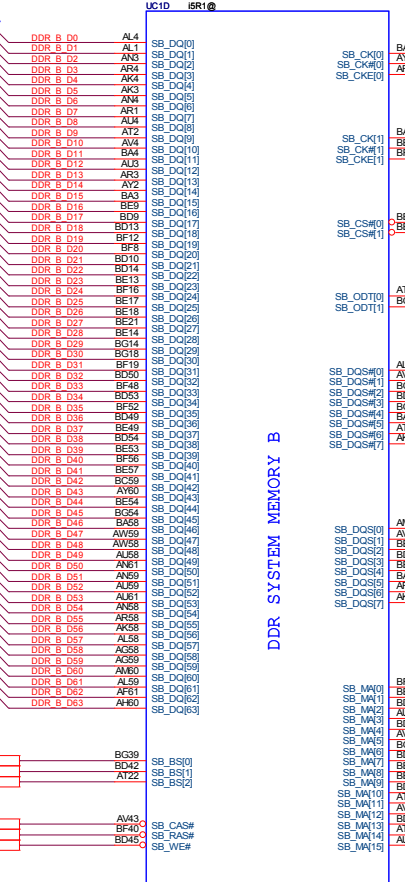 UC1D i5R1@
DDR_B_D0 AL4 SB_DQ[0]
DDR_B_D1 AL1 SB_DQ[1]
DDR_B_D2 AN3 SB_DQ[2]
DDR_B_D3 AR4 SB_DQ[3]
DDR_B_D4 AK4 SB_DQ[4]
DDR_B_D5 AK3 SB_DQ[5]
DDR_B_D6 AN4 SB_DQ[6]
DDR_B_D7 AR1 SB_DQ[7]
DDR_B_D8 AU4 SB_DQ[8]
DDR_B_D9 AT2 SB_DQ[9]
DDR_B_D10 AV4 SB_DQ[10]
DDR_B_D11 BA4 SB_DQ[11]
DDR_B_D12 AU3 SB_DQ[12]
DDR_B_D13 AR3 SB_DQ[13]
DDR_B_D14 AY2 SB_DQ[14]
DDR_B_D15 BA3 SB_DQ[15]
DDR_B_D16 BE9 SB_DQ[16]
DDR_B_D17 BD9 SB_DQ[17]
DDR_B_D18 BD13 SB_DQ[18]
DDR_B_D19 BF12 SB_DQ[19]
DDR_B_D20 BF8 SB_DQ[20]
DDR_B_D21 BD10 SB_DQ[21]
DDR_B_D22 BD14 SB_DQ[22]
DDR_B_D23 BE13 SB_DQ[23]
DDR_B_D24 BF16 SB_DQ[24]
DDR_B_D25 BE17 SB_DQ[25]
DDR_B_D26 BE18 SB_DQ[26]
DDR_B_D27 BE21 SB_DQ[27]
DDR_B_D28 BE14 SB_DQ[28]
DDR_B_D29 BG14 SB_DQ[29]
DDR_B_D30 BG18 SB_DQ[30]
DDR_B_D31 BF19 SB_DQ[31]
DDR_B_D32 BD50 SB_DQ[32]
DDR_B_D33 BF48 SB_DQ[33]
DDR_B_D34 BD53 SB_DQ[34]
DDR_B_D35 BF52 SB_DQ[35]
DDR_B_D36 BD49 SB_DQ[36]
DDR_B_D37 BE49 SB_DQ[37]
DDR_B_D38 BD54 SB_DQ[38]
DDR_B_D39 BE53 SB_DQ[39]
DDR_B_D40 BF56 SB_DQ[40]
DDR_B_D41 BE57 SB_DQ[41]
DDR_B_D42 BC59 SB_DQ[42]
DDR_B_D43 AY60 SB_DQ[43]
DDR_B_D44 BE54 SB_DQ[44]
DDR_B_D45 BG54 SB_DQ[45]
DDR_B_D46 BA58 SB_DQ[46]
DDR_B_D47 AW59 SB_DQ[47]
DDR_B_D48 AW58 SB_DQ[48]
DDR_B_D49 AU58 SB_DQ[49]
DDR_B_D50 AN61 SB_DQ[50]
DDR_B_D51 AN59 SB_DQ[51]
DDR_B_D52 AU59 SB_DQ[52]
DDR_B_D53 AU61 SB_DQ[53]
DDR_B_D54 AN58 SB_DQ[54]
DDR_B_D55 AR58 SB_DQ[55]
DDR_B_D56 AK58 SB_DQ[56]
DDR_B_D57 AL58 SB_DQ[57]
DDR_B_D58 AG58 SB_DQ[58]
DDR_B_D59 AG59 SB_DQ[59]
DDR_B_D60 AM60 SB_DQ[60]
DDR_B_D61 AL59 SB_DQ[61]
DDR_B_D62 AF61 SB_DQ[62]
DDR_B_D63 AH60 SB_DQ[63]
BG39 SB_BS[0]
BD42 SB_BS[1]
AT22 SB_BS[2]
AV43 SB_CAS#
BF40 SB_RAS#
BD45 SB_WE#
DDR SYSTEM MEMORY B
SB_CK[0]
SB_CK#[0]
SB_CKE[0]
SB_CK[1]
SB_CK#[1]
SB_CKE[1]
SB_CS#[0]
SB_CS#[1]
SB_ODT[0]
SB_ODT[1]
SB_DQS#[0]
SB_DQS#[1]
SB_DQS#[2]
SB_DQS#[3]
SB_DQS#[4]
SB_DQS#[5]
SB_DQS#[6]
SB_DQS#[7]
SB_DQS[0]
SB_DQS[1]
SB_DQS[2]
SB_DQS[3]
SB_DQS[4]
SB_DQS[5]
SB_DQS[6]
SB_DQS[7]
SB_MA[0]
SB_MA[1]
SB_MA[2]
SB_MA[3]
SB_MA[4]
SB_MA[5]
SB_MA[6]
SB_MA[7]
SB_MA[8]
SB_MA[9]
SB_MA[10]
SB_MA[11]
SB_MA[12]
SB_MA[13]
SB_MA[14]
SB_MA[15]